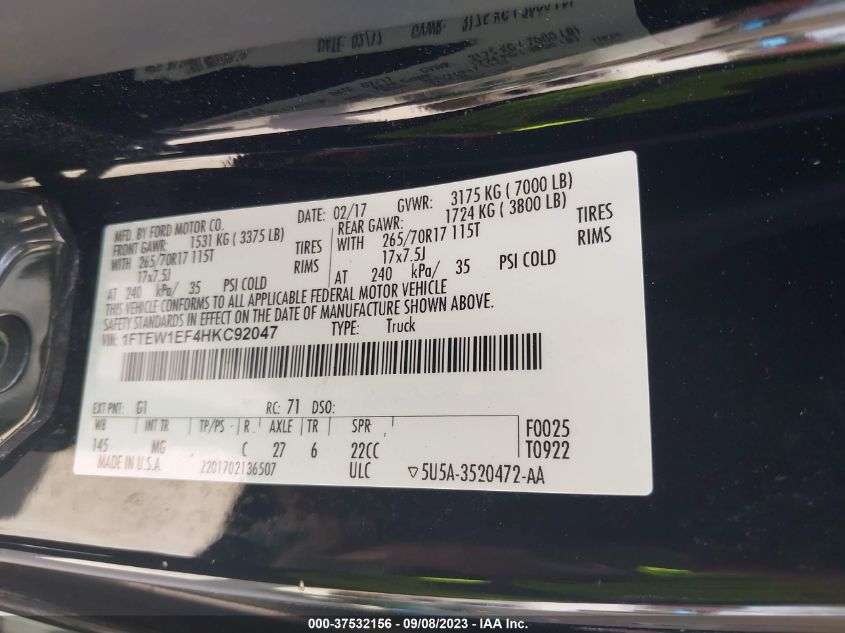 DATE: 02/17 GVWR:
MFD. BY FORD MOTOR CO. DATE: 02/17 GVWR: 3175 KG ( 7000 LB)
FRONT GAWR: 1531 KG ( 3375 LB) REAR GAWR: 1724 KG ( 3800 LB)
WITH 265/70R17 115T TIRES WITH 265/70R17 115T TIRES
17x7.5J RIMS 17x7.5J RIMS
AT 240 kPa/ 35 PSI COLD AT 240 kPa/ 35 PSI COLD
THIS VEHICLE CONFORMS TO ALL APPLICABLE FEDERAL MOTOR VEHICLE
SAFETY STANDARDS IN EFFECT ON THE DATE OF MANUFACTURE SHOWN ABOVE.
VIN: 1FTEW1EF4HKC92047 TYPE: Truck
EXT PNT: G1 RC: 71 DSO:
WB INT TR TP/PS R AXLE TR SPR F0025
145 MG C 27 6 22CC T0922
MADE IN U.S.A. 2201702136507 ULC ▽5U5A-3520472-AA
000-37532156 - 09/08/2023 - IAA Inc.